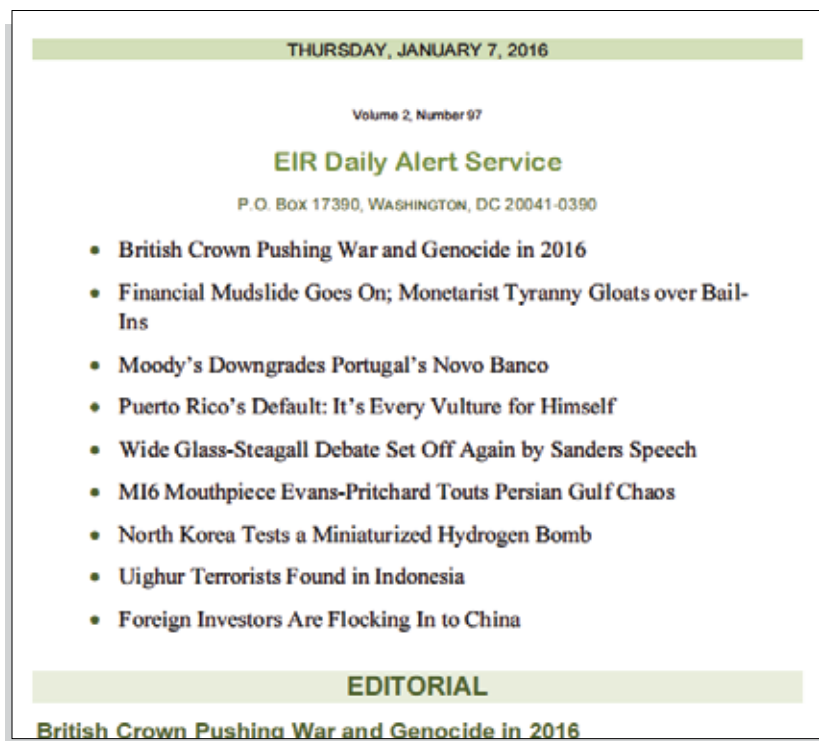 THURSDAY, JANUARY 7, 2016
Volume 2, Number 97
EIR Daily Alert Service
P.O. BOX 17390, WASHINGTON, DC 20041-0390
• British Crown Pushing War and Genocide in 2016
• Financial Mudslide Goes On; Monetarist Tyranny Gloats over Bail-
Ins
• Moody's Downgrades Portugal's Novo Banco
• Puerto Rico's Default: It's Every Vulture for Himself
• Wide Glass-Steagall Debate Set Off Again by Sanders Speech
• MI6 Mouthpiece Evans-Pritchard Touts Persian Gulf Chaos
• North Korea Tests a Miniaturized Hydrogen Bomb
• Uighur Terrorists Found in Indonesia
• Foreign Investors Are Flocking In to China
EDITORIAL
British Crown Pushing War and Genocide in 2016